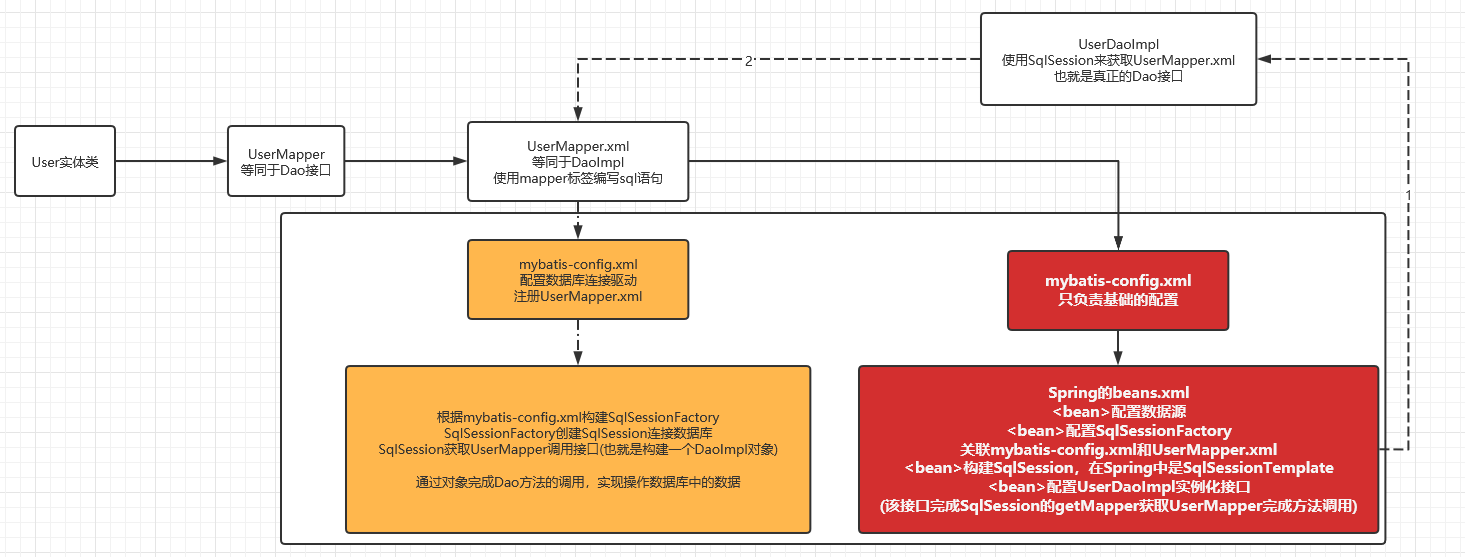 UserDaoImpl
使用SqlSession来获取UserMapper.xml
也就是真正的Dao接口
2
1
User实体类
UserMapper
等同于Dao接口
UserMapper.xml
等同于DaoImpl
使用mapper标签编写sql语句
mybatis-config.xml
配置数据库连接驱动
注册UserMapper.xml
mybatis-config.xml
只负责基础的配置
根据mybatis-config.xml构建SqlSessionFactory
SqlSessionFactory创建SqlSession连接数据库
SqlSession获取UserMapper调用接口(也就是构建一个DaoImpl对象)
通过对象完成Dao方法的调用，实现操作数据库中的数据
Spring的beans.xml
<bean>配置数据源
<bean>配置SqlSessionFactory
关联mybatis-config.xml和UserMapper.xml
<bean>构建SqlSession，在Spring中是SqlSessionTemplate
<bean>配置UserDaoImpl实例化接口
(该接口完成SqlSession的getMapper获取UserMapper完成方法调用)